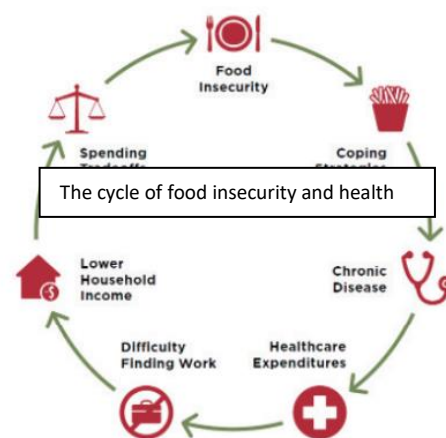 Food
Insecurity
Spending
Coping
The cycle of food insecurity and health
Lower
Household
Income
Chronic
Disease
Difficulty
Finding Work
Healthcare
Expenditures